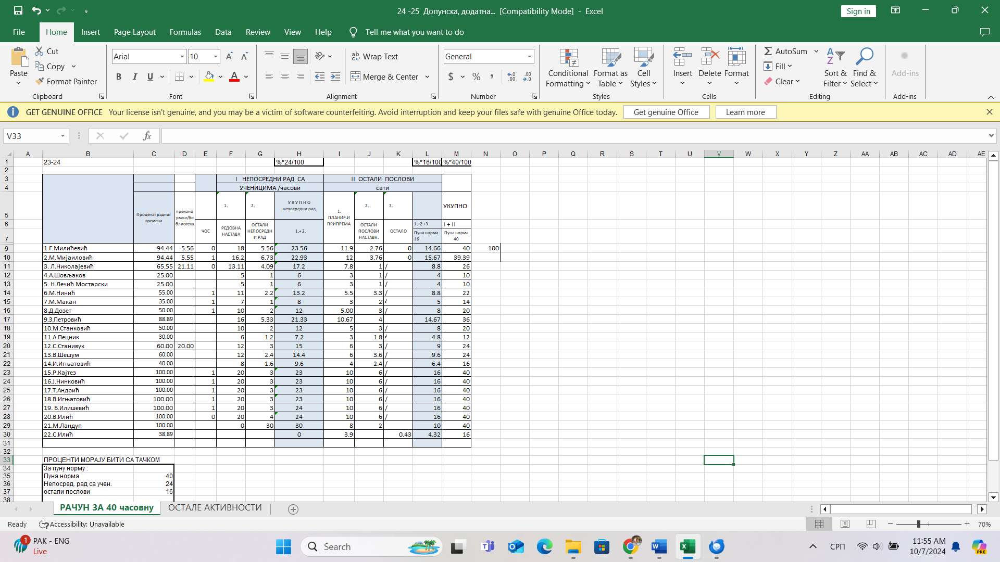 24 -25 Допунска, додатна... [Compatibility Mode] - Excel
Sign in
File Home Insert Page Layout Formulas Data Review View Help Tell me what you want to do
Paste
Cut
Copy
Format Painter
Clipboard
Arial 10
B I U A
Font
Wrap Text
Merge & Center
Alignment
General
$ % ,
Number
Conditional Formatting
Format as Table
Cell Styles
Styles
Insert Delete Format
Cells
AutoSum
Fill
Clear
Sort & Filter
Find & Select
Editing
Add-ins
Add-ins
GET GENUINE OFFICE Your license isn't genuine, and you may be a victim of software counterfeiting. Avoid interruption and keep your files safe with genuine Office today. Get genuine Office Learn more
V33 fx
A B C D E F G H I J K L M N O P Q R S T U V W X Y Z AA AB AC AD AE
1 23-24 %*24/100 %*16/100 %*40/100
2
3 I НЕПОСРЕДНИ РАД СА II ОСТАЛИ ПОСЛОВИ
4 УЧЕНИЦИМА /часови сати
5 Проценат радног времена преконо рмни/би блиотека ЧОС 1. 2. У К У П Н О непосредни рад 1. ПЛАНИР.И ПРИПРЕМА 2. 3. УКУПНО
6 РЕДОВНА НАСТАВА ОСТАЛИ НЕПОСРЕДН И РАД 1.+ 2. ОСТАЛИ ПОСЛОВИ НАСТАВН. ОСТАЛО 1.+2.+3. I + II
7 Пуна норма 16 Пуна норма 40
9 1.Г.Милићевић 94.44 5.56 0 18 5.56 23.56 11.9 2.76 0 14.66 40 100
10 2.М.Мијаиловић 94.44 5.55 1 16.2 6.73 22.93 12 3.76 0 15.67 39.39
11 3. Л.Николајевић 65.55 21.11 0 13.11 4.09 17.2 7.8 1 / 8.8 26
12 4.А.Шовљаков 25.00 5 1 6 3 1 / 4 10
13 5. Н.Лечић Мостарски 25.00 5 1 6 3 1 / 4 10
14 6.М.Нинић 55.00 1 11 2.2 13.2 5.5 3.3 / 8.8 22
15 7.М.Макан 35.00 1 7 1 8 3 2 / 5 14
16 8.Д.Дозет 50.00 1 10 2 12 5.00 3 / 8 20
17 9.З.Петровић 88.89 16 5.33 21.33 10.67 4 14.67 36
18 10.М.Станковић 50.00 10 2 12 5 3 / 8 20
19 11.А.Пецник 30.00 6 1.2 7.2 3 1.8 / 4.8 12
20 12.С.Станивук 60.00 20.00 12 3 15 6 3 / 9 24
21 13.В.Шешум 60.00 12 2.4 14.4 6 3.6 / 9.6 24
22 14.И.Игњатовић 40.00 8 1.6 9.6 4 2.4 / 6.4 16
23 15.Р.Кајтез 100.00 1 20 3 23 10 6 / 16 40
24 16.Ј.Нинковић 100.00 1 20 3 23 10 6 / 16 40
25 17.Т.Андрић 100.00 1 20 3 23 10 6 / 16 40
26 18.В.Игњатовић 100.00 1 20 3 23 10 6 / 16 40
27 19. Б.Илишевић 100.00 1 20 3 24 10 6 / 16 40
28 20.В.Илић 100.00 0 20 4 24 10 6 / 16 40
29 21.М.Ландуп 100.00 0 30 30 8 2 10 40
30 22.С.Илић 38.89 0 3.9 0.43 4.32 16
31
32
33 ПРОЦЕНТИ МОРАЈУ БИТИ СА ТАЧКОМ
34 За пуну норму :
35 Пуна норма 40
36 Непосред. рад са учен. 24
37 остали послови 16
38
РАЧУН ЗА 40 часовну ОСТАЛЕ АКТИВНОСТИ
Ready Accessibility: Unavailable 70%
1 PAK - ENG
Live
Search
СРП
11:55 AM
10/7/2024
PRE